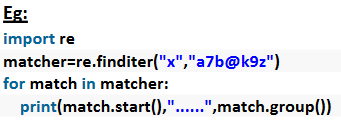 Eg:
import re
matcher=re.finditer("x","a7b@k9z")
for match in matcher:
    print(match.start(),"......",match.group())